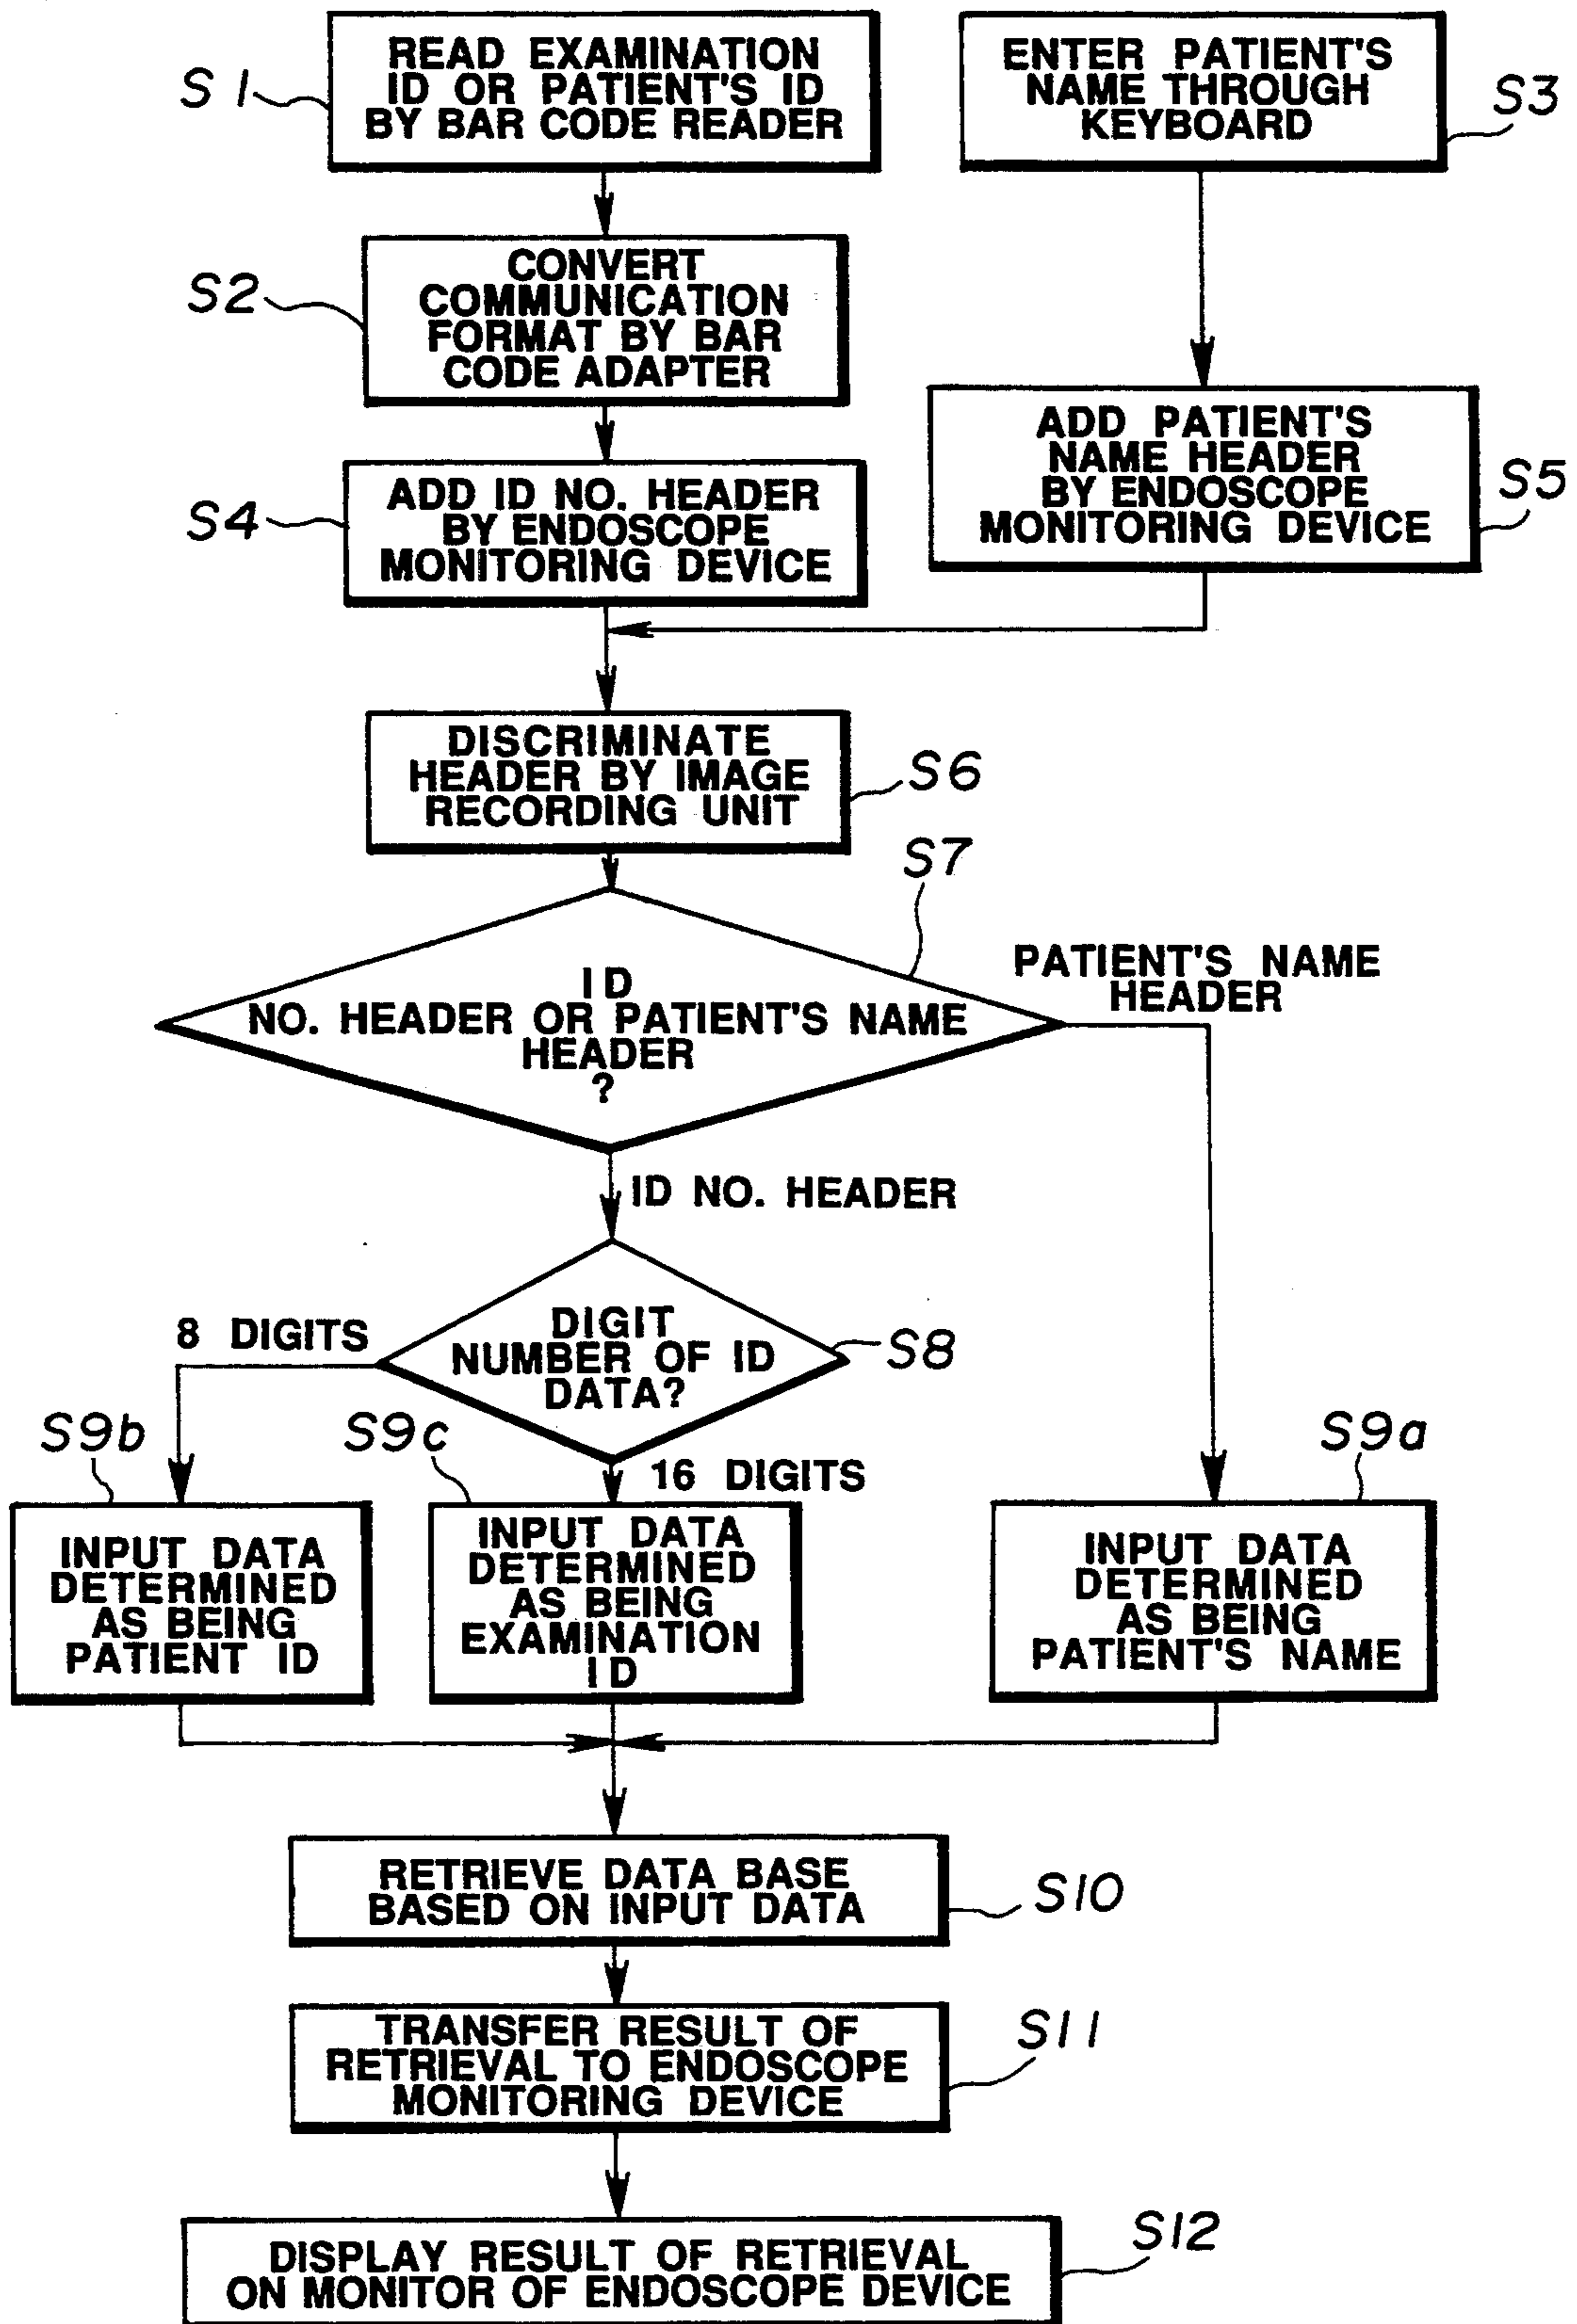 READ EXAMINATION
ID OR PATIENT'S ID
BY BAR CODE READER
S1
ENTER PATIENT'S
NAME THROUGH
KEYBOARD
S3
CONVERT
COMMUNICATION
FORMAT BY BAR
CODE ADAPTER
S2
ADD PATIENT'S
NAME HEADER
BY ENDOSCOPE
MONITORING DEVICE
S5
ADD ID NO. HEADER
BY ENDOSCOPE
MONITORING DEVICE
S4
DISCRIMINATE
HEADER BY IMAGE
RECORDING UNIT
S6
S7
ID
NO. HEADER OR PATIENT'S NAME
HEADER
?
PATIENT'S NAME
HEADER
ID NO. HEADER
8 DIGITS
DIGIT
NUMBER OF ID
DATA?
S8
S9b
S9c
16 DIGITS
S9a
INPUT DATA
DETERMINED
AS BEING
PATIENT ID
INPUT DATA
DETERMINED
AS BEING
EXAMINATION
ID
INPUT DATA
DETERMINED
AS BEING
PATIENT'S NAME
RETRIEVE DATA BASE
BASED ON INPUT DATA
S10
TRANSFER RESULT OF
RETRIEVAL TO ENDOSCOPE
MONITORING DEVICE
S11
DISPLAY RESULT OF RETRIEVAL
ON MONITOR OF ENDOSCOPE DEVICE
S12